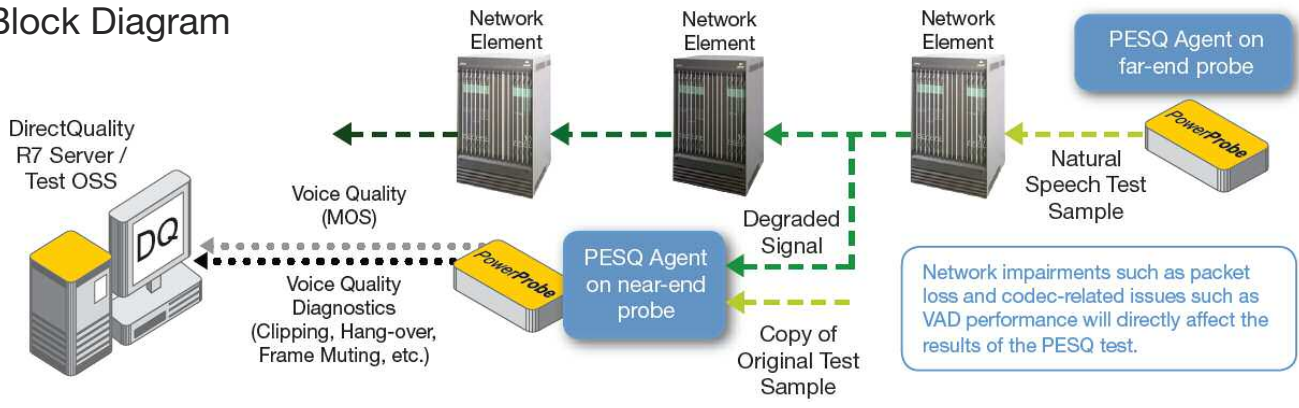 Block Diagram
Network
Element
Network
Element
Network
Element
PESQ Agent on
far-end probe
DirectQuality
R7 Server /
Test OSS
PowerProbe
Natural
Speech Test
Sample
Voice Quality
(MOS)
DQ
Degraded
Signal
PowerProbe
PESQ Agent
on near-end
probe
Voice Quality
Diagnostics
(Clipping, Hang-over,
Frame Muting, etc.)
Copy of
Original Test
Sample
Network impairments such as packet
loss and codec-related issues such as
VAD performance will directly affect the
results of the PESQ test.